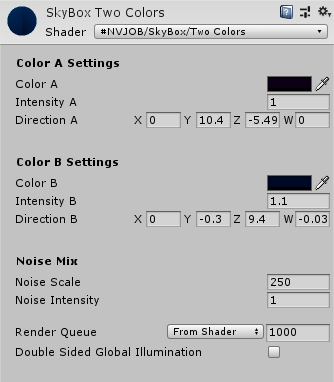 SkyBox Two Colors
Shader #NVJOB/SkyBox/Two Colors
Color A Settings
Color A
Intensity A 1
Direction A X 0 Y 10.4 Z -5.49 W 0
Color B Settings
Color B
Intensity B 1.1
Direction B X 0 Y -0.3 Z 9.4 W -0.03
Noise Mix
Noise Scale 250
Noise Intensity 1
Render Queue From Shader 1000
Double Sided Global Illumination